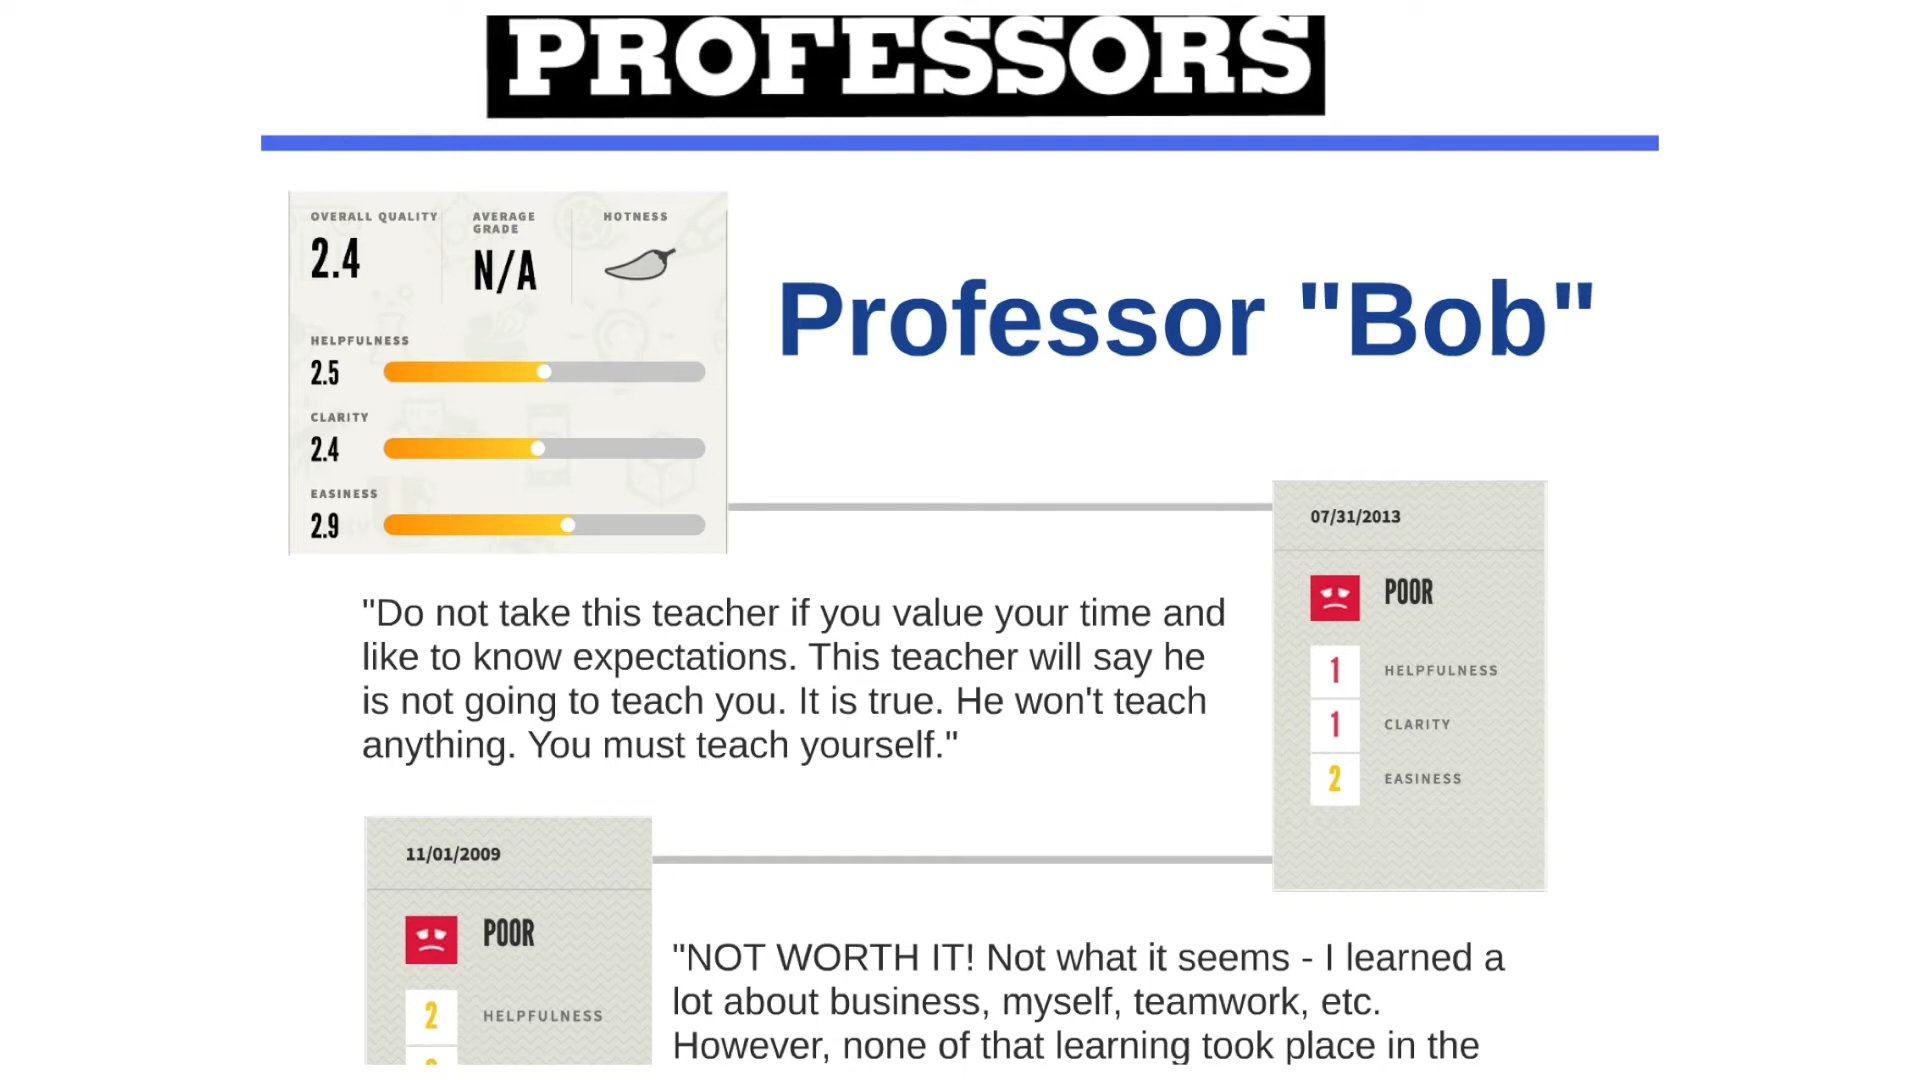 PROFESSORS
OVERALL QUALITY
2.4
AVERAGE
GRADE
N/A
HOTNESS
HELPFULNESS
2.5
CLARITY
2.4
EASINESS
2.9
Professor "Bob"
07/31/2013
POOR
1 HELPFULNESS
1 CLARITY
2 EASINESS
"Do not take this teacher if you value your time and
like to know expectations. This teacher will say he
is not going to teach you. It is true. He won't teach
anything. You must teach yourself."
11/01/2009
POOR
2 HELPFULNESS
"NOT WORTH IT! Not what it seems - I learned a
lot about business, myself, teamwork, etc.
However, none of that learning took place in the